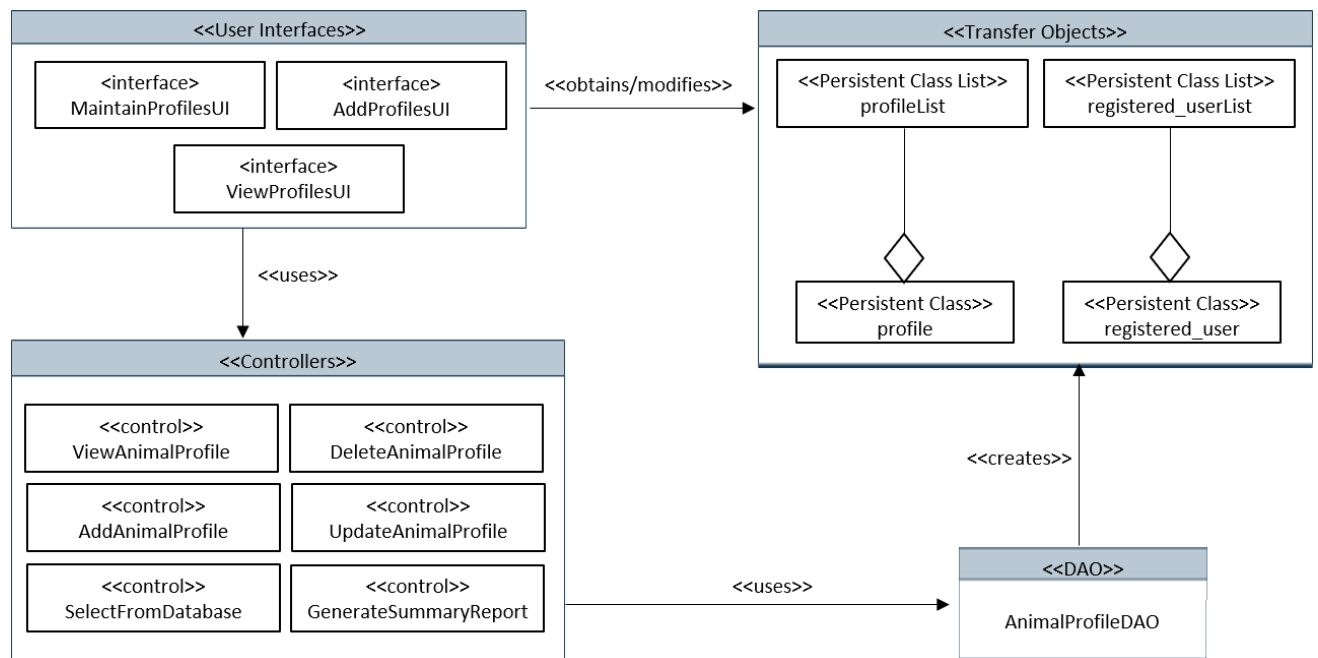 <<User Interfaces>>
<interface>
MaintainProfilesUI
<interface>
AddProfilesUI
<interface>
ViewProfilesUI
<<obtains/modifies>>
<<Transfer Objects>>
<<Persistent Class List>>
profileList
<<Persistent Class List>>
registered_userList
<<Persistent Class>>
profile
<<Persistent Class>>
registered_user
<<uses>>
<<Controllers>>
<<control>>
ViewAnimalProfile
<<control>>
DeleteAnimalProfile
<<control>>
AddAnimalProfile
<<control>>
UpdateAnimalProfile
<<control>>
SelectFromDatabase
<<control>>
GenerateSummaryReport
<<uses>>
<<creates>>
<<DAO>>
AnimalProfileDAO